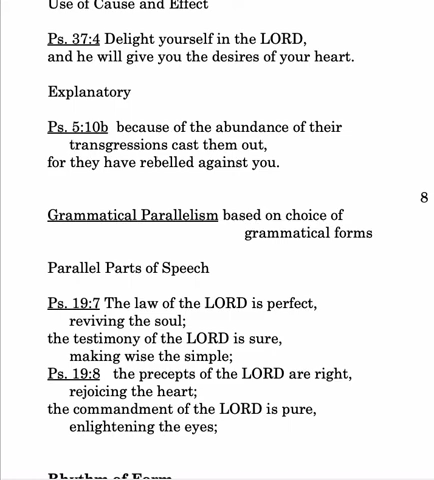 Use of Cause and Effect
Ps. 37:4 Delight yourself in the LORD,
and he will give you the desires of your heart.
Explanatory
Ps. 5:10b because of the abundance of their
transgressions cast them out,
for they have rebelled against you.
8
Grammatical Parallelism based on choice of
grammatical forms
Parallel Parts of Speech
Ps. 19:7 The law of the LORD is perfect,
reviving the soul;
the testimony of the LORD is sure,
making wise the simple;
Ps. 19:8 the precepts of the LORD are right,
rejoicing the heart;
the commandment of the LORD is pure,
enlightening the eyes;
Rhythm of Form